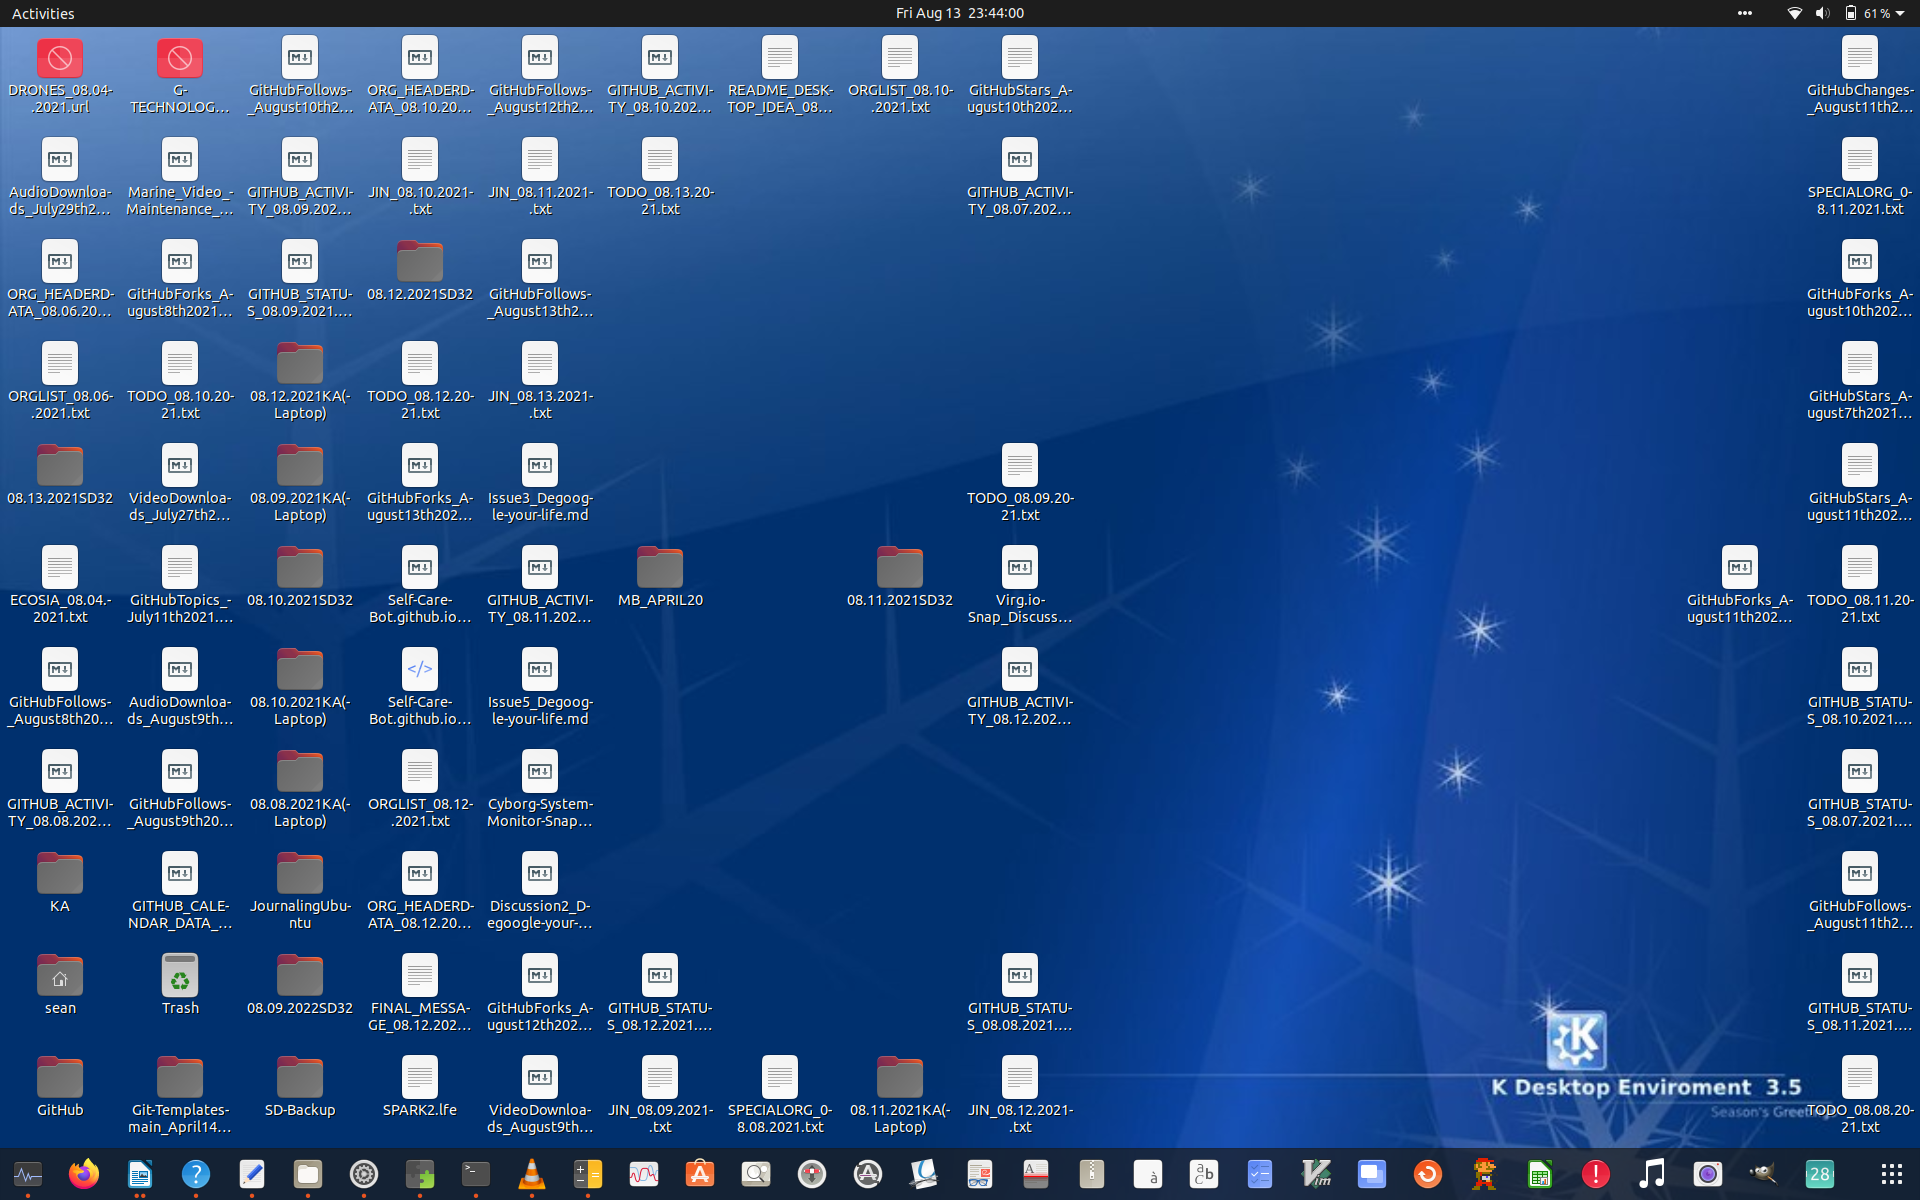 Activities
Fri Aug 13 23:44:00
61 %
DRONES_08.04-
.2021.url
G-
TECHNOLOG...
GitHubFollows-
_August10th2...
ORG_HEADERD-
ATA_08.10.20...
GitHubFollows-
_August12th2...
GITHUB_ACTIVI-
TY_08.10.202...
README_DESK-
TOP_IDEA_08...
ORGLIST_08.10-
.2021.txt
GitHubStars_A-
ugust10th202...
GitHubChanges-
_August11th2...
AudioDownloa-
ds_July29th2...
Marine_Video_-
Maintenance_...
GITHUB_ACTIVI-
TY_08.09.202...
JIN_08.10.2021-
.txt
JIN_08.11.2021-
.txt
TODO_08.13.20-
21.txt
GITHUB_ACTIVI-
TY_08.07.202...
SPECIALORG_0-
8.11.2021.txt
ORG_HEADERD-
ATA_08.06.20...
GitHubForks_A-
ugust8th2021...
GITHUB_STATU-
S_08.09.2021....
08.12.2021SD32
GitHubFollows-
_August13th2...
GitHubForks_A-
ugust10th202...
ORGLIST_08.06-
.2021.txt
TODO_08.10.20-
21.txt
08.12.2021KA(-
Laptop)
TODO_08.12.20-
21.txt
JIN_08.13.2021-
.txt
GitHubStars_A-
ugust7th2021...
08.13.2021SD32
VideoDownloa-
ds_July27th2...
08.09.2021KA(-
Laptop)
GitHubForks_A-
ugust13th202...
Issue3_Degoog-
le-your-life.md
TODO_08.09.20-
21.txt
GitHubStars_A-
ugust11th202...
ECOSIA_08.04.-
2021.txt
GitHubTopics_-
July11th2021....
08.10.2021SD32
Self-Care-
Bot.github.io...
GITHUB_ACTIVI-
TY_08.11.202...
MB_APRIL20
08.11.2021SD32
Virg.io-
Snap_Discuss...
GitHubForks_A-
ugust11th202...
TODO_08.11.20-
21.txt
GitHubFollows-
_August8th20...
AudioDownloa-
ds_August9th...
08.10.2021KA(-
Laptop)
Self-Care-
Bot.github.io...
Issue5_Degoog-
le-your-life.md
GITHUB_ACTIVI-
TY_08.12.202...
GITHUB_STATU-
S_08.10.2021....
GITHUB_ACTIVI-
TY_08.08.202...
GitHubFollows-
_August9th20...
08.08.2021KA(-
Laptop)
ORGLIST_08.12-
.2021.txt
Cyborg-System-
Monitor-Snap...
GITHUB_STATU-
S_08.07.2021....
KA
GITHUB_CALE-
NDAR_DATA_...
JournalingUbu-
ntu
ORG_HEADERD-
ATA_08.12.20...
Discussion2_D-
egoogle-your-...
GitHubFollows-
_August11th2...
sean
Trash
08.09.2022SD32
FINAL_MESSA-
GE_08.12.202...
GitHubForks_A-
ugust12th202...
GITHUB_STATU-
S_08.12.2021....
GITHUB_STATU-
S_08.08.2021....
GITHUB_STATU-
S_08.11.2021....
K Desktop Enviroment 3.5
GitHub
Git-Templates-
main_April14...
SD-Backup
SPARK2.lfe
VideoDownloa-
ds_August9th...
JIN_08.09.2021-
.txt
SPECIALORG_0-
8.08.2021.txt
08.11.2021KA(-
Laptop)
JIN_08.12.2021-
.txt
Season's
TODO_08.08.20-
21.txt
28